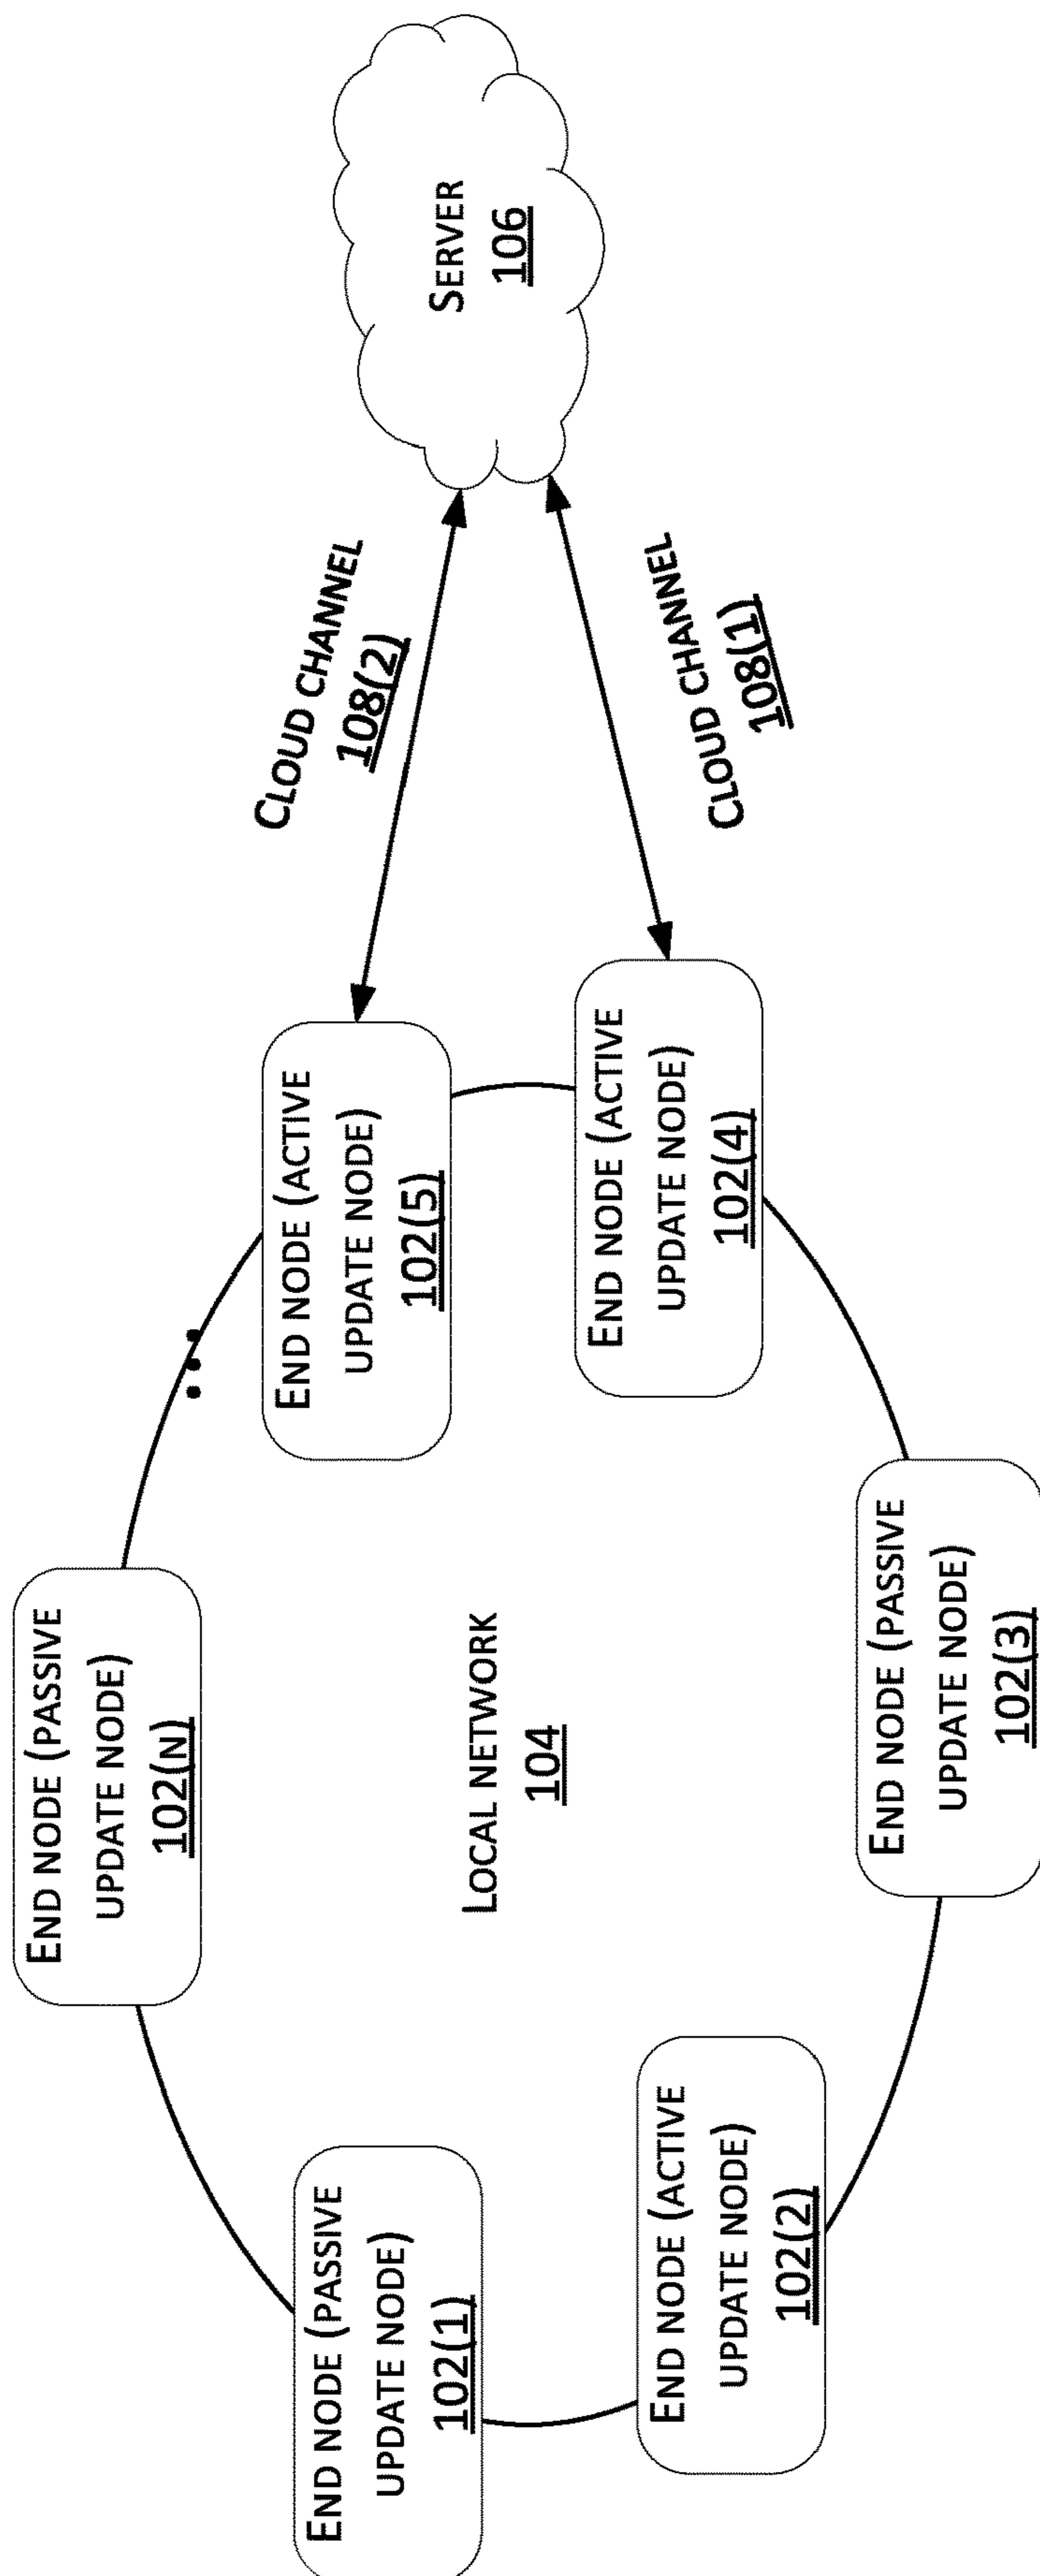 END NODE (PASSIVE
UPDATE NODE)
102(N)
CLOUD CHANNEL
108(2)
END NODE (ACTIVE
UPDATE NODE)
102(5)
END NODE (PASSIVE
UPDATE NODE)
102(1)
SERVER
106
LOCAL NETWORK
104
END NODE (ACTIVE
UPDATE NODE)
102(4)
END NODE (ACTIVE
UPDATE NODE)
102(2)
CLOUD CHANNEL
108(1)
END NODE (PASSIVE
UPDATE NODE)
102(3)